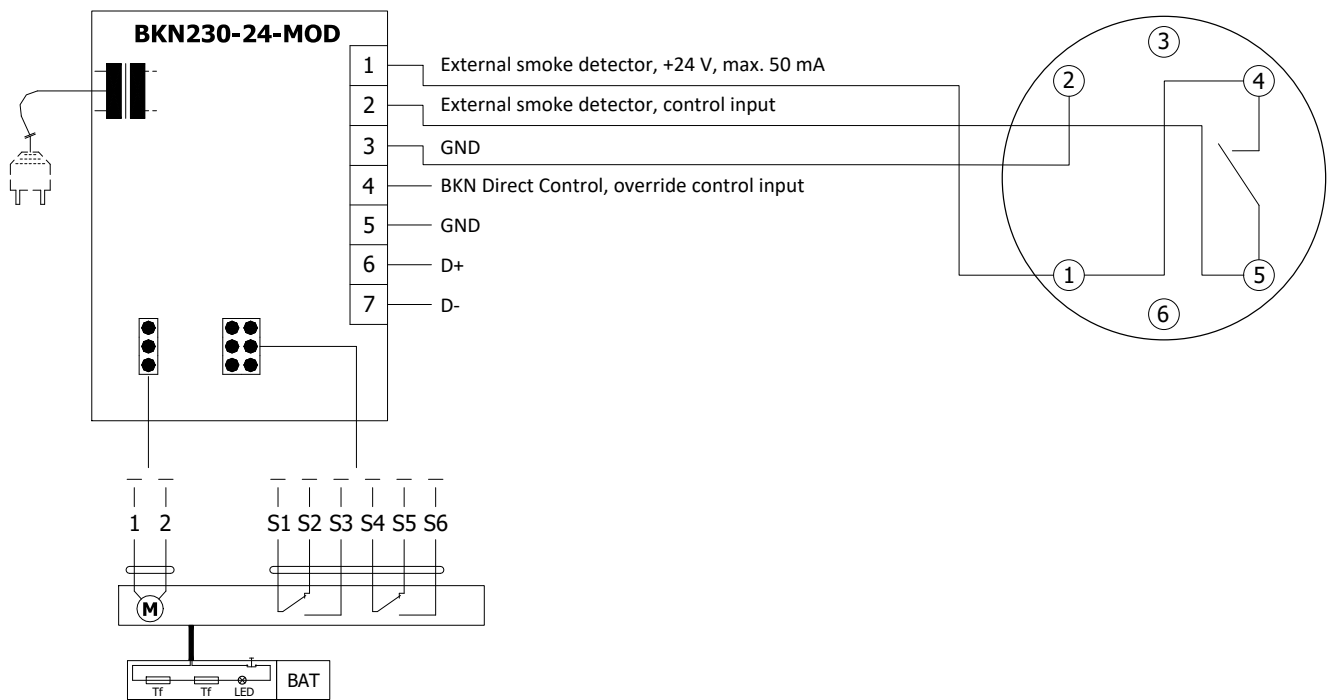 BKN230-24-MOD
1 External smoke detector, +24 V, max. 50 mA
2 External smoke detector, control input
3 GND
4 BKN Direct Control, override control input
5 GND
6 D+
7 D-
3
2 4
1 5
6
1 2 S1 S2 S3 S4 S5 S6
M
Tf Tf LED BAT